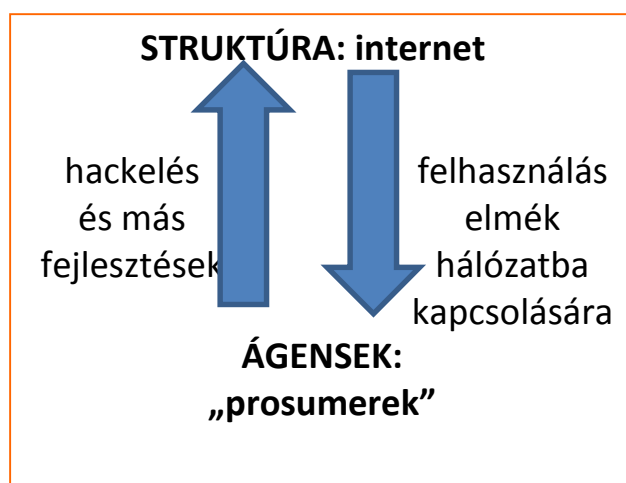 STRUKTÚRA: internet
hackelés
és más
fejlesztések
felhasználás
elmék
hálózatba
kapcsolására
ÁGENSEK:
„prosumerek”